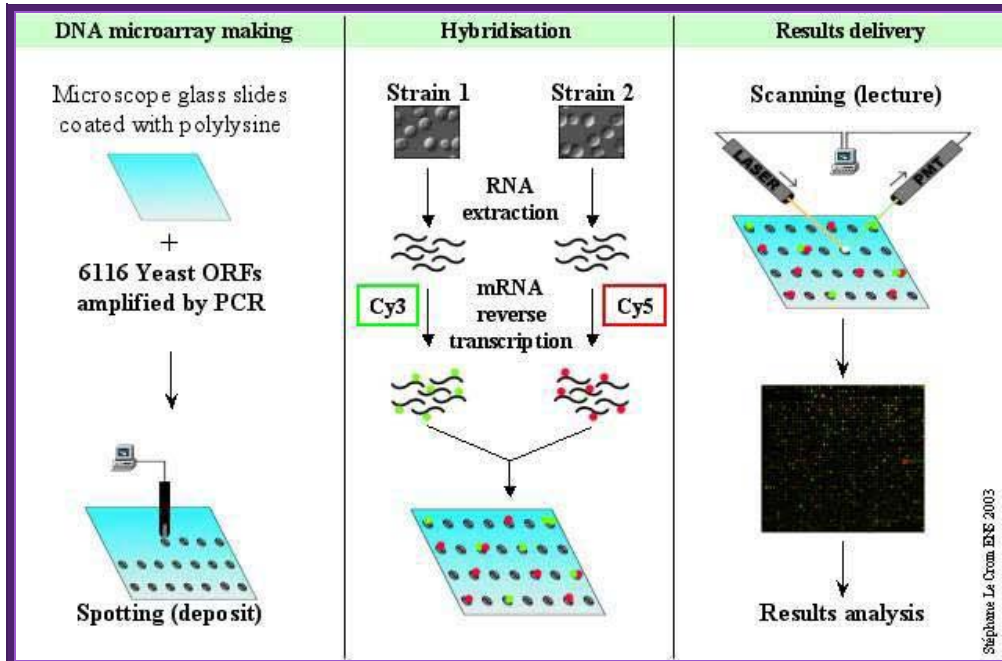 DNA microarray making
Microscope glass slides
coated with polylysine
+
6116 Yeast ORFs
amplified by PCR
Spotting (deposit)
Hybridisation
Strain 1
Strain 2
RNA
extraction
Cy3
mRNA
reverse
transcription
Cy5
Results delivery
Scanning (lecture)
LASER
PMT
Results analysis
Stéphane Le Crom ENS 2003